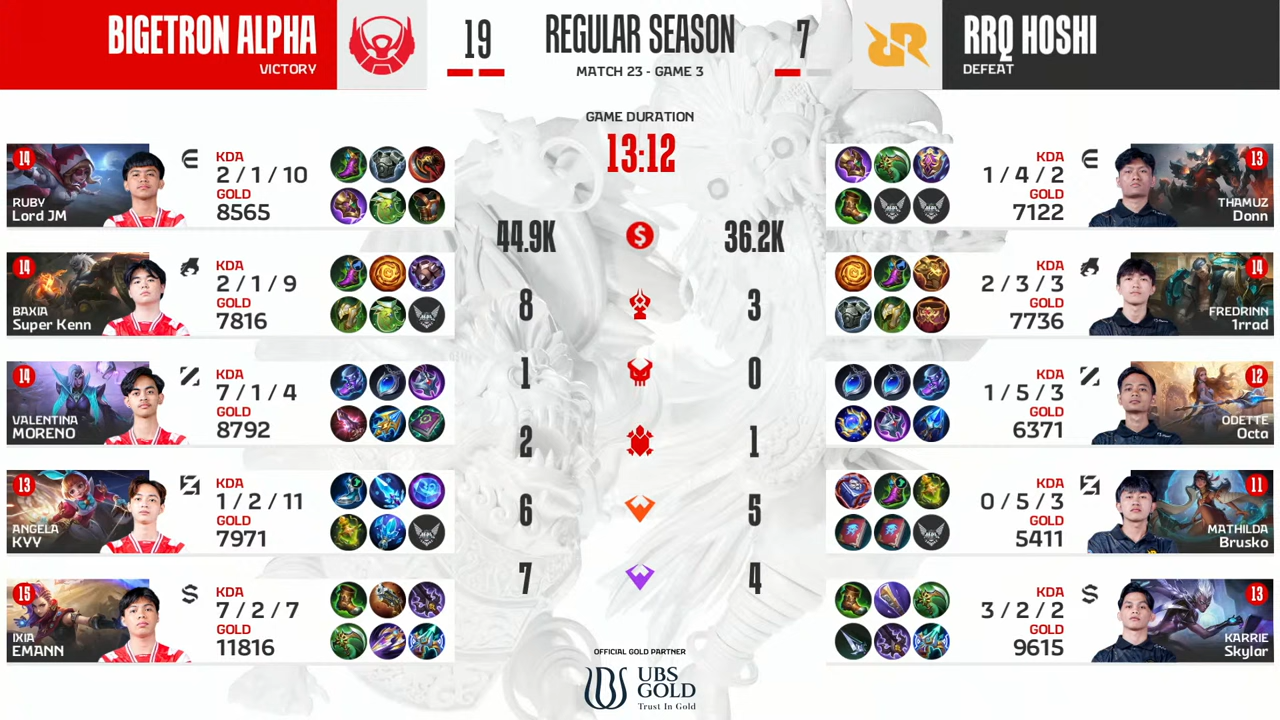 BIGETRON ALPHA
VICTORY
19
REGULAR SEASON
MATCH 23 - GAME 3
7
RRQ HOSHI
DEFEAT
GAME DURATION
13:12
14
RUBY
Lord JM
KDA
2 / 1 / 10
GOLD
8565
14
BAXIA
Super Kenn
KDA
2 / 1 / 9
GOLD
7816
14
VALENTINA
MORENO
KDA
7 / 1 / 4
GOLD
8792
13
ANGELA
KYY
KDA
1 / 2 / 11
GOLD
7971
15
IXIA
EMANN
KDA
7 / 2 / 7
GOLD
11816
44.9K
36.2K
8
3
1
0
2
1
6
5
7
4
KDA
1 / 4 / 2
GOLD
7122
13
THAMUZ
Donn
KDA
2 / 3 / 3
GOLD
7736
14
FREDRINN
1rrad
KDA
1 / 5 / 3
GOLD
6371
12
ODETTE
Octa
KDA
0 / 5 / 3
GOLD
5411
11
MATHILDA
Brusko
KDA
3 / 2 / 2
GOLD
9615
13
KARRIE
Skylar
OFFICIAL GOLD PARTNER
UBS
GOLD
Trust In Gold